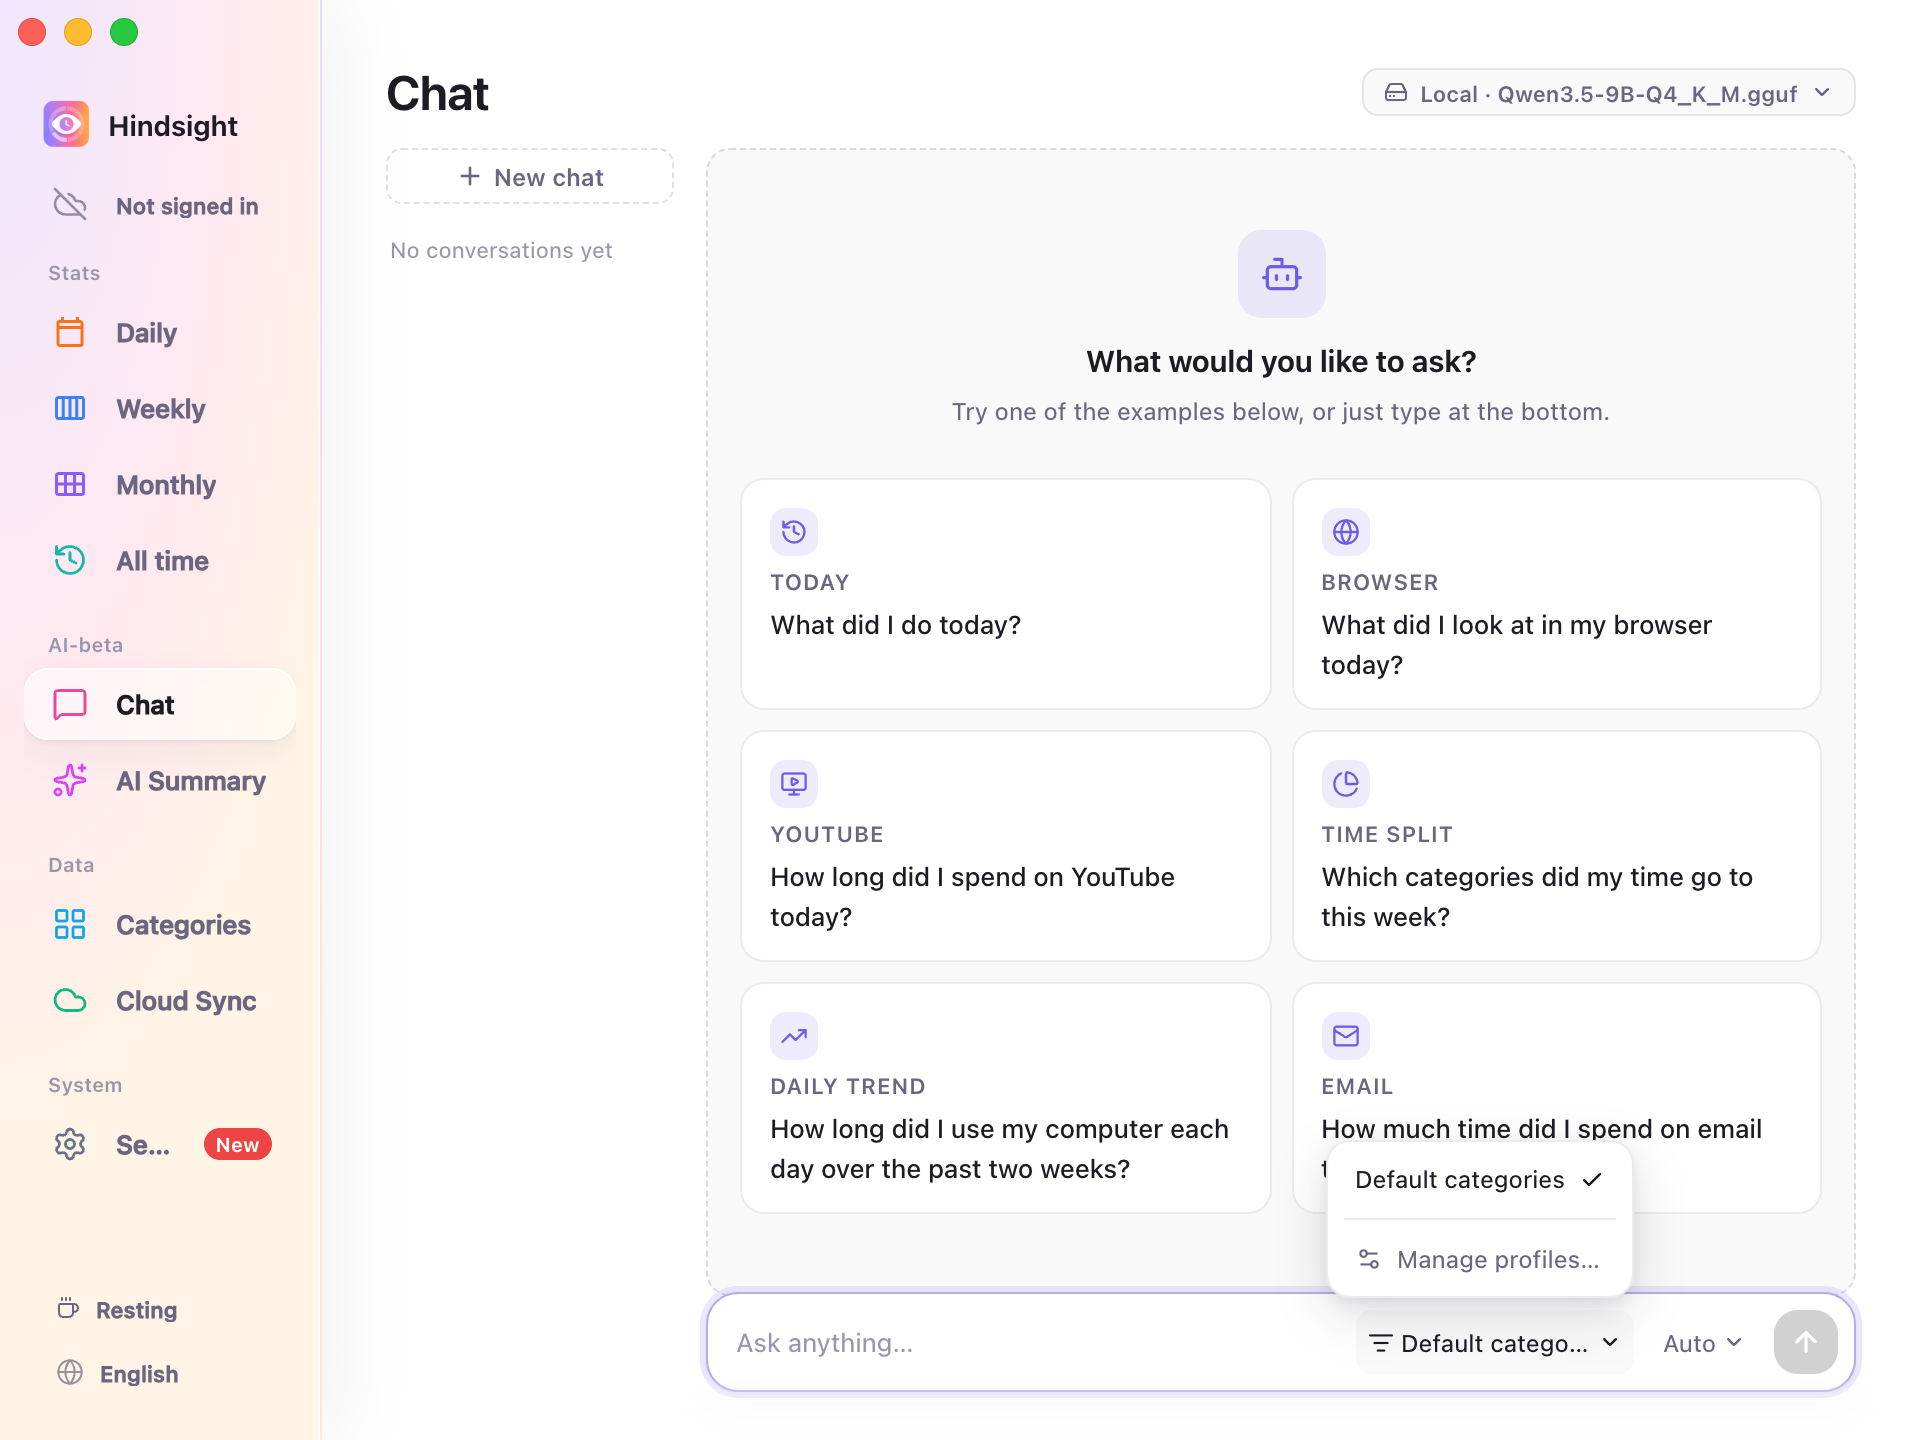 Hindsight
Not signed in
Stats
Daily
Weekly
Monthly
All time
AI-beta
Chat
AI Summary
Data
Categories
Cloud Sync
System
Se...
New
Resting
English
Chat
Local · Qwen3.5-9B-Q4_K_M.gguf
New chat
No conversations yet
What would you like to ask?
Try one of the examples below, or just type at the bottom.
TODAY
What did I do today?
BROWSER
What did I look at in my browser
today?
YOUTUBE
How long did I spend on YouTube
today?
TIME SPLIT
Which categories did my time go to
this week?
DAILY TREND
How long did I use my computer each
day over the past two weeks?
EMAIL
How much time did I spend on email
Default categories
Manage profiles...
Ask anything...
Default catego...
Auto